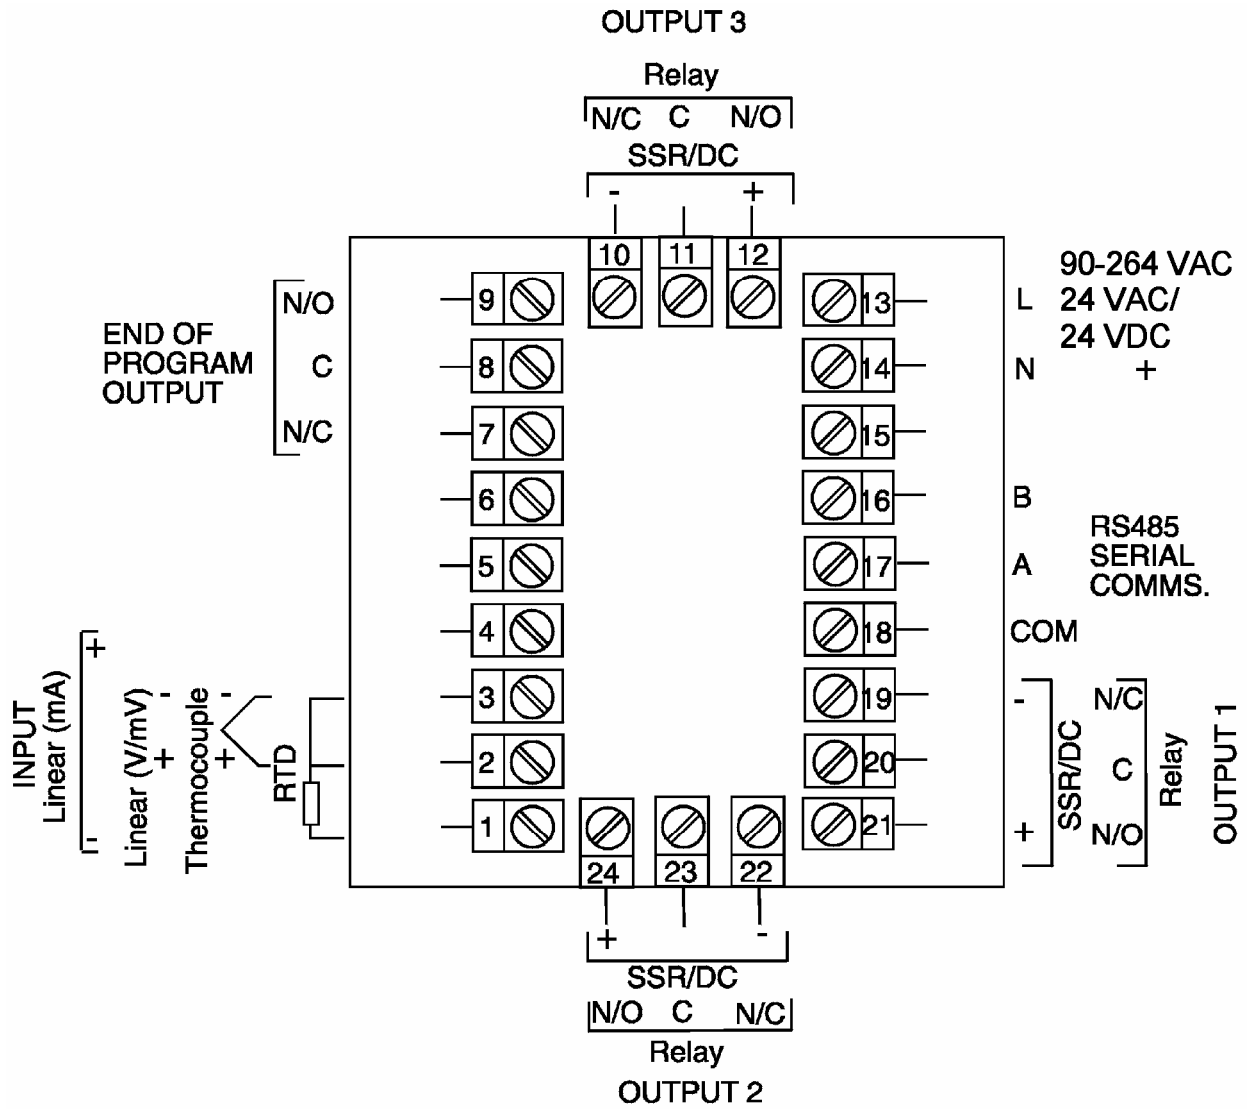 OUTPUT 3
Relay
N/C C N/O
SSR/DC
- +
10 11 12
END OF
PROGRAM
OUTPUT
N/O
C
N/C
9
8
7
6
5
4
3
2
1
13
14
15
16
17
18
19
20
21
L
N
90-264 VAC
24 VAC/
24 VDC
+
B
A
COM
RS485
SERIAL
COMMS.
INPUT
Linear (mA)
+
-
Linear (V/mV)
-
+
Thermocouple
-
+
RTD
-
+
SSR/DC
N/C
C
N/O
Relay
OUTPUT 1
24 23 22
+ -
SSR/DC
N/O C N/C
Relay
OUTPUT 2